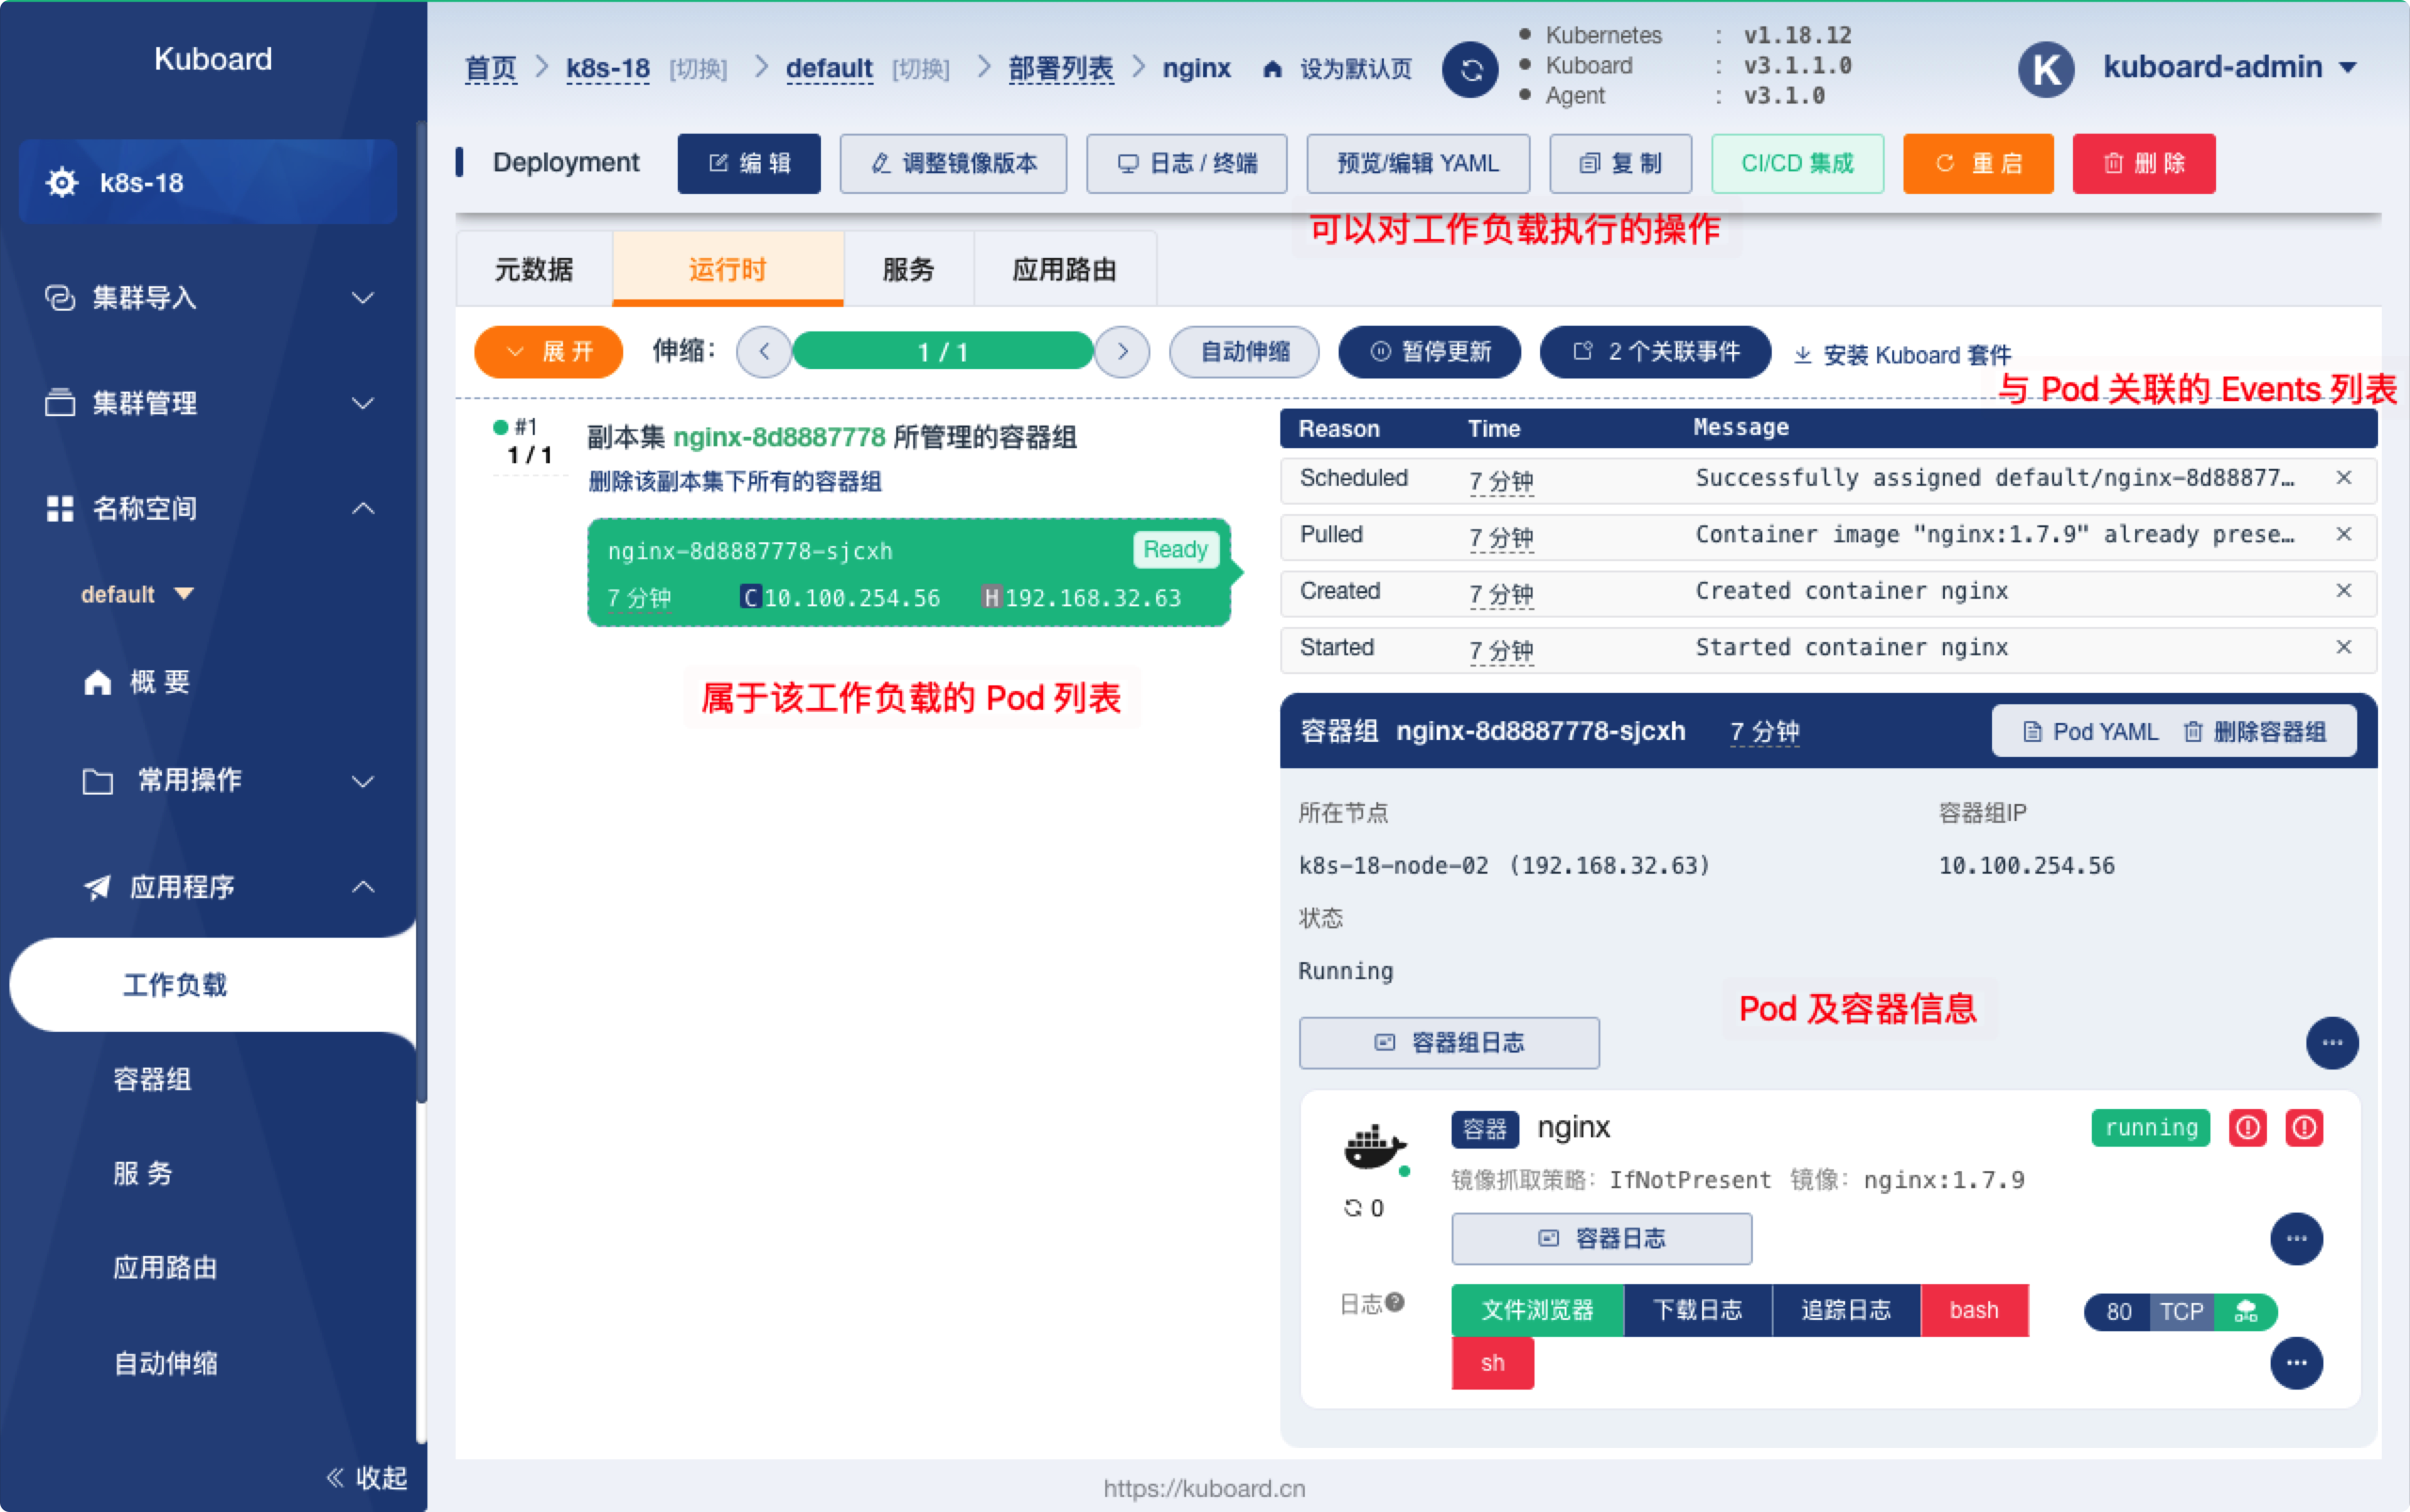 Kuboard
k8s-18
集群导入
集群管理
名称空间
default
概 要
常用操作
应用程序
工作负载
容器组
服 务
应用路由
自动伸缩
收起
首页 k8s-18 [切换] default [切换] 部署列表 nginx 设为默认页
Kubernetes : v1.18.12
Kuboard : v3.1.1.0
Agent : v3.1.0
K kuboard-admin
Deployment 编 辑 调整镜像版本 日志 / 终端 预览/编辑 YAML 复 制 CI/CD 集成 重 启 删 除
可以对工作负载执行的操作
元数据 运行时 服务 应用路由
展 开 伸缩： 1 / 1 自动伸缩 暂停更新 2 个关联事件 安装 Kuboard 套件
与 Pod 关联的 Events 列表
#1
1 / 1
副本集 nginx-8d8887778 所管理的容器组
删除该副本集下所有的容器组
nginx-8d8887778-sjcxh Ready
7 分钟 C 10.100.254.56 H 192.168.32.63
属于该工作负载的 Pod 列表
Reason Time Message
Scheduled 7 分钟 Successfully assigned default/nginx-8d88877…
Pulled 7 分钟 Container image "nginx:1.7.9" already prese…
Created 7 分钟 Created container nginx
Started 7 分钟 Started container nginx
容器组 nginx-8d8887778-sjcxh 7 分钟 Pod YAML 删除容器组
所在节点 容器组IP
k8s-18-node-02 (192.168.32.63) 10.100.254.56
状态
Running
Pod 及容器信息
容器组日志
容器 nginx running
镜像抓取策略: IfNotPresent 镜像: nginx:1.7.9
0
容器日志
日志 文件浏览器 下载日志 追踪日志 bash 80 TCP
sh
https://kuboard.cn